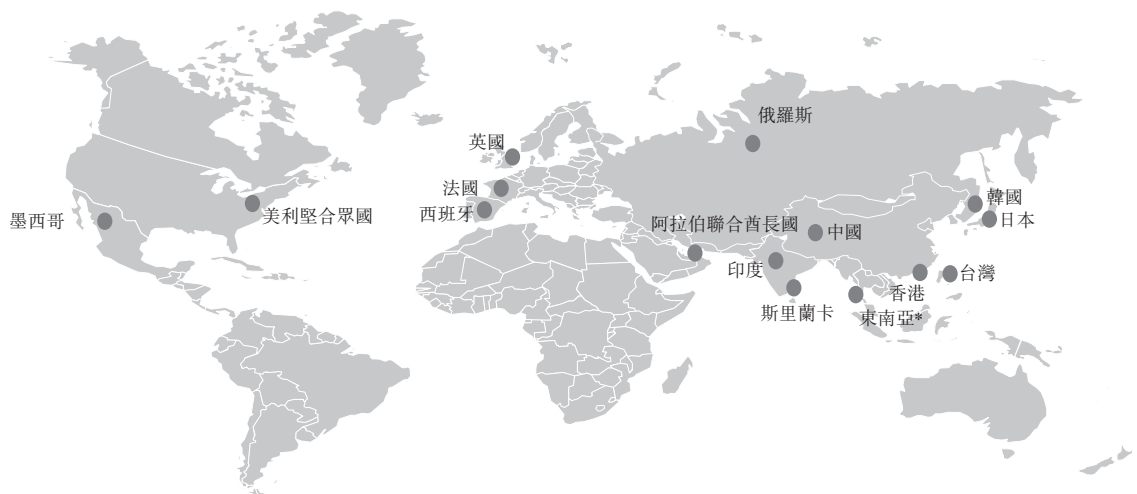 俄羅斯
英國
法國
西班牙
墨西哥
美利堅合眾國
韓國
日本
阿拉伯聯合酋長國
中國
印度
香港
台灣
斯里蘭卡
東南亞*